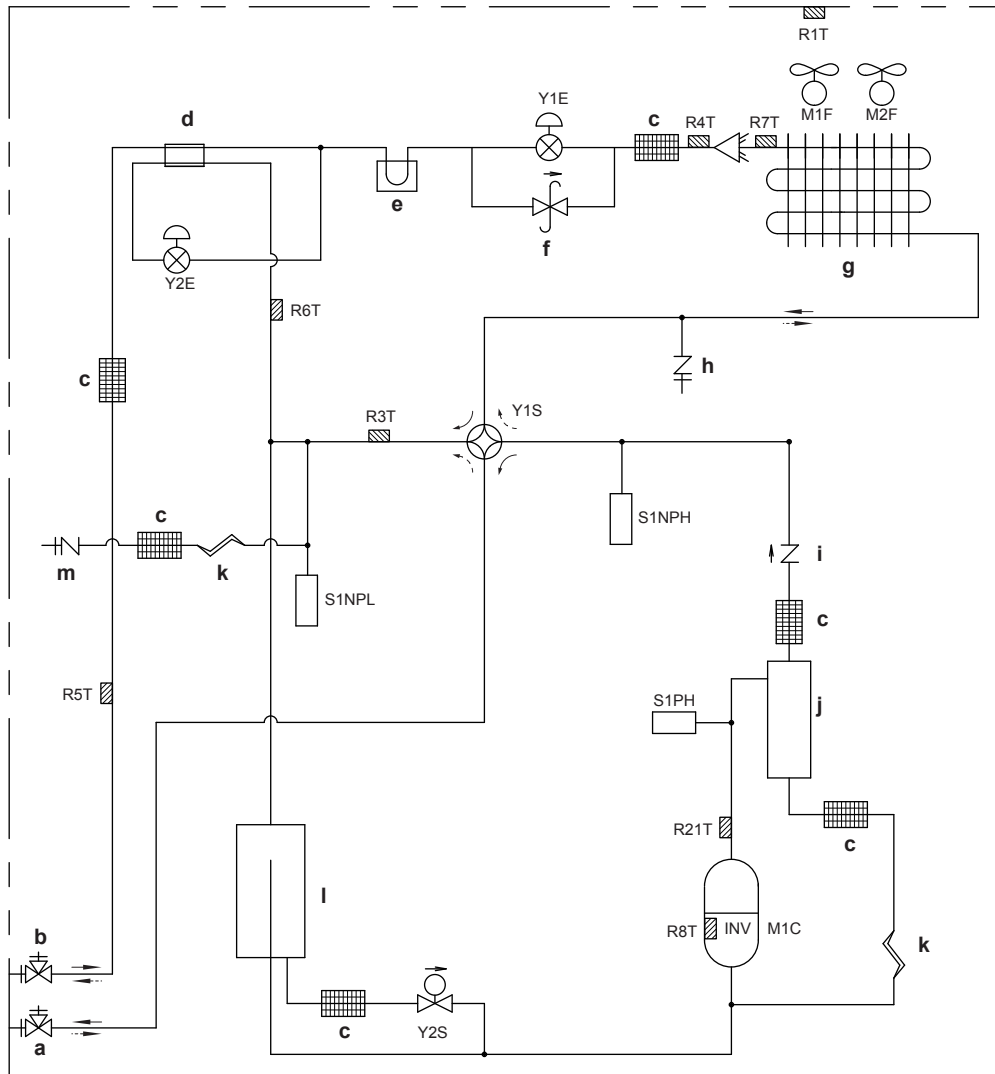 R1T
M1F M2F
d
Y1E
c
R4T
R7T
e
f
Y2E
g
R6T
h
c
R3T
Y1S
c
S1NPH
m
k
i
S1NPL
c
R5T
S1PH
j
R21T
c
l
R8T
INV
M1C
b
k
c
Y2S
a